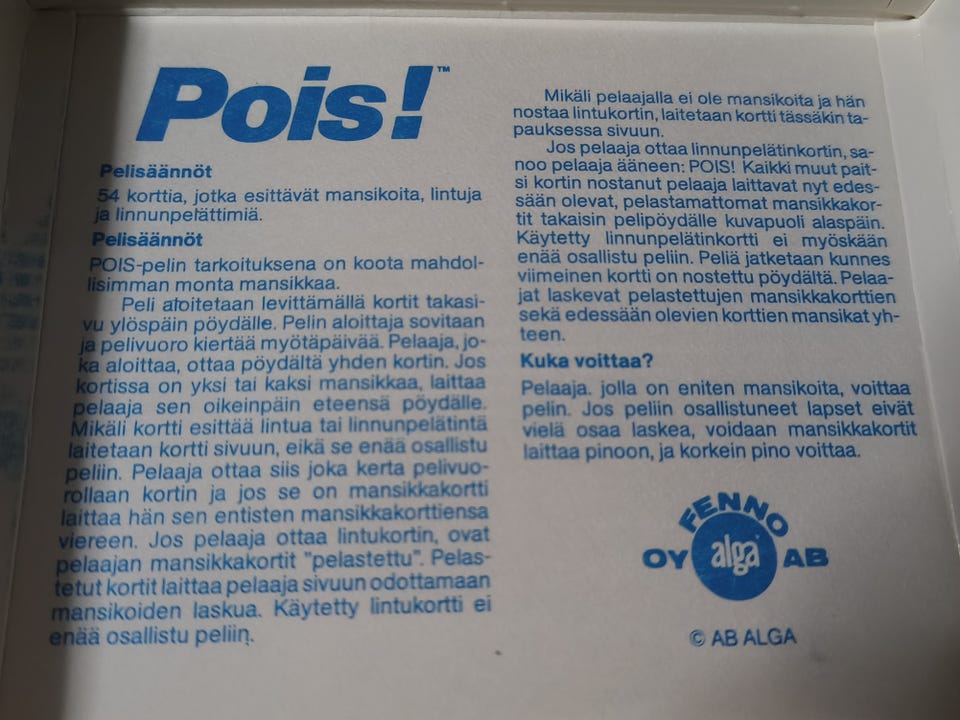 Pois!™
Pelisäännöt
54 korttia, jotka esittävät mansikoita, lintuja
ja linnunpelättimiä.
Pelisäännöt
POIS-pelin tarkoituksena on koota mahdol-
lisimman monta mansikkaa.
Peli aloitetaan levittämällä kortit takasi-
vu ylöspäin pöydälle. Pelin aloittaja sovitaan
ja pelivuoro kiertää myötäpäivää. Pelaaja, jo-
ka aloittaa, ottaa pöydältä yhden kortin. Jos
kortissa on yksi tai kaksi mansikkaa, laittaa
pelaaja sen oikeinpäin eteensä pöydälle.
Mikäli kortti esittää lintua tai linnunpelätintä
laitetaan kortti sivuun, eikä se enää osallistu
peliin. Pelaaja ottaa siis joka kerta pelivuo-
rollaan kortin ja jos se on mansikkakortti
laittaa hän sen entisten mansikkakorttiensa
viereen. Jos pelaaja ottaa lintukortin, ovat
pelaajan mansikkakortit "pelastettu". Pelas-
tetut kortit laittaa pelaaja sivuun odottamaan
mansikoiden laskua. Käytetty lintukortti ei
enää osallistu peliin.
Mikäli pelaajalla ei ole mansikoita ja hän
nostaa lintukortin, laitetaan kortti tässäkin ta-
pauksessa sivuun.
Jos pelaaja ottaa linnunpelätinkortin, sa-
noo pelaaja ääneen: POIS! Kaikki muut pait-
si kortin nostanut pelaaja laittavat nyt edes-
sään olevat, pelastamattomat mansikkakor-
tit takaisin pelipöydälle kuvapuoli alaspäin.
Käytetty linnunpelätinkortti ei myöskään
enää osallistu peliin. Peliä jatketaan kunnes
viimeinen kortti on nostettu pöydältä. Pelaa-
jat laskevat pelastettujen mansikkakorttien
sekä edessään olevien korttien mansikat yh-
teen.
Kuka voittaa?
Pelaaja. jolla on eniten mansikoita, voittaa
pelin. Jos peliin osallistuneet lapset eivät
vielä osaa laskea, voidaan mansikkakortit
laittaa pinoon, ja korkein pino voittaa.
FENNO
OY alga AB
© AB ALGA